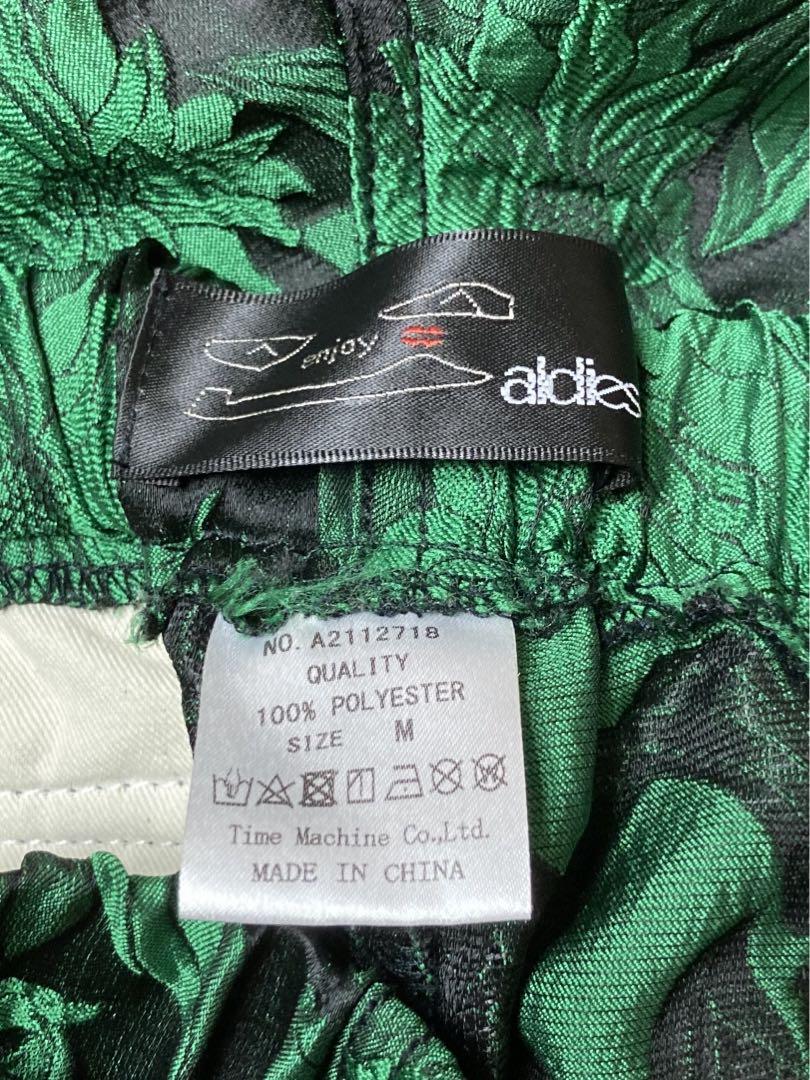 enjoy
aldies
NO. A2112718
QUALITY
100% POLYESTER
SIZE M
Time Machine Co.,Ltd.
MADE IN CHINA